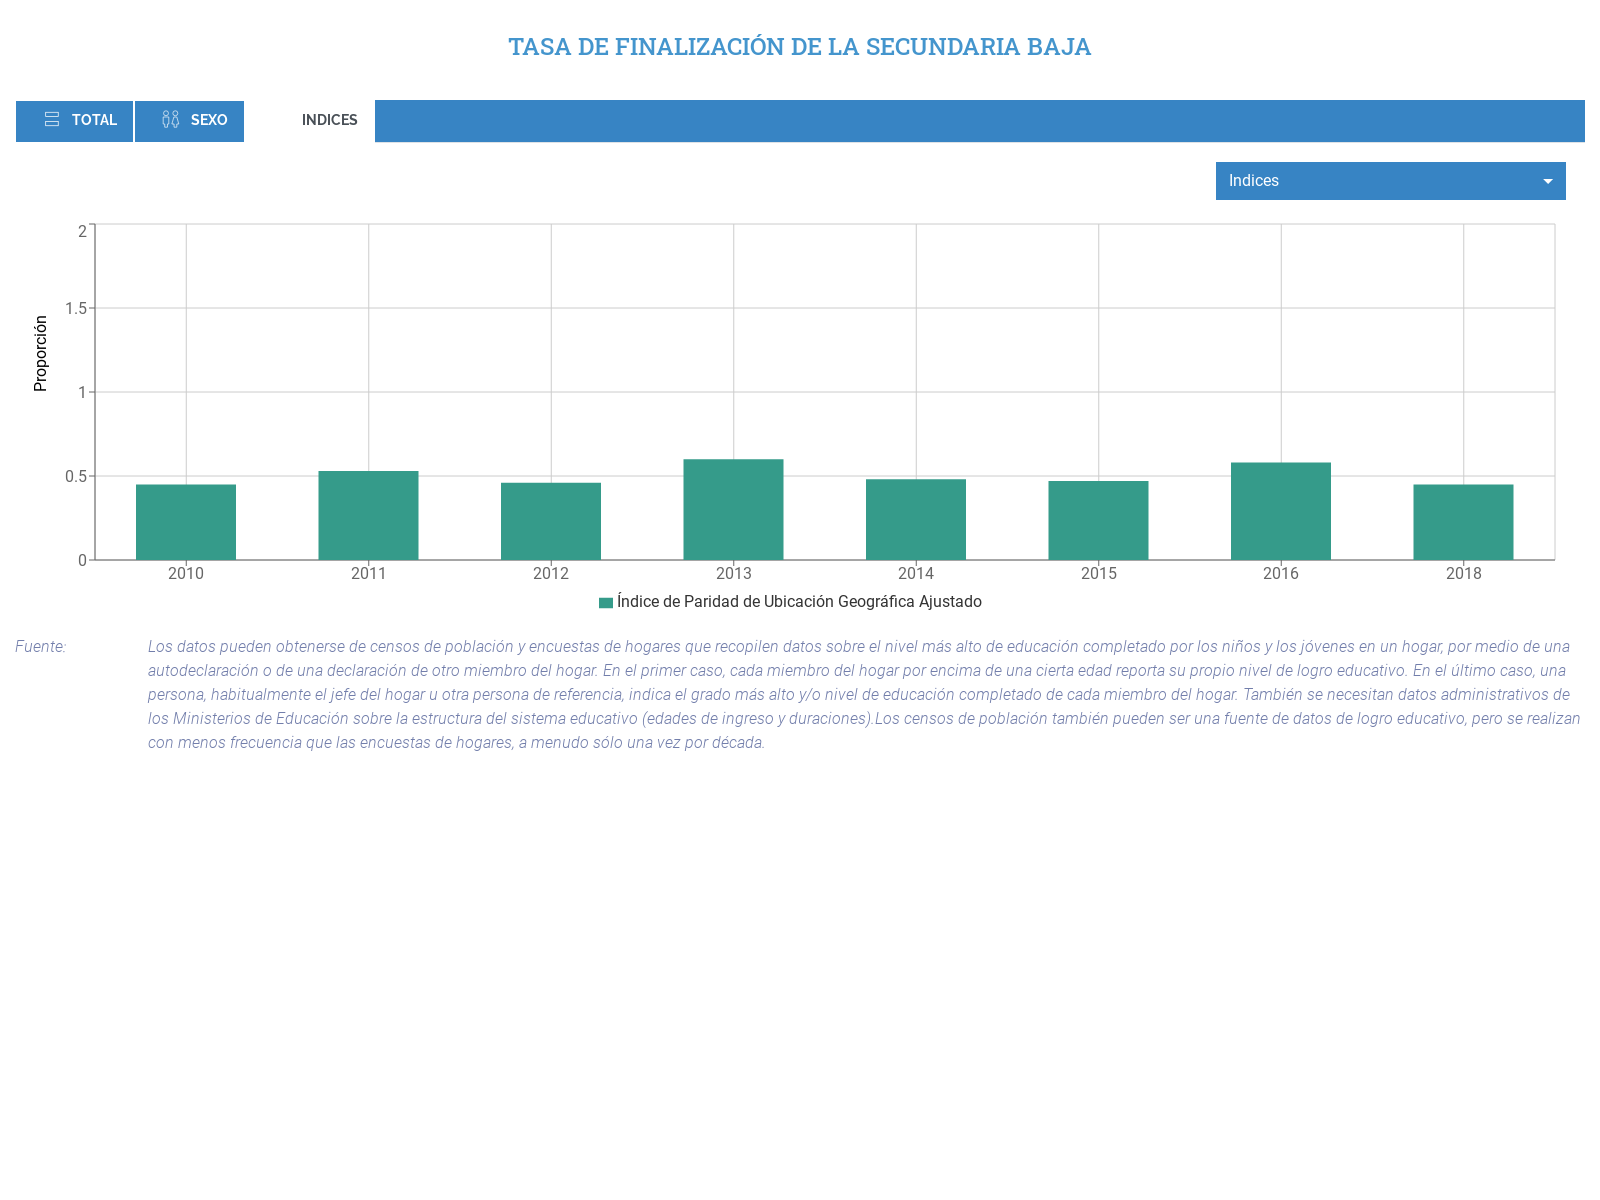 TASA DE FINALIZACIÓN DE LA SECUNDARIA BAJA
TOTAL
SEXO
INDICES
Indices
Proporción
2
1.5
1
0.5
0
2010
2011
2012
2013
2014
2015
2016
2018
Índice de Paridad de Ubicación Geográfica Ajustado
Fuente:
Los datos pueden obtenerse de censos de población y encuestas de hogares que recopilen datos sobre el nivel más alto de educación completado por los niños y los jóvenes en un hogar, por medio de una
autodeclaración o de una declaración de otro miembro del hogar. En el primer caso, cada miembro del hogar por encima de una cierta edad reporta su propio nivel de logro educativo. En el último caso, una
persona, habitualmente el jefe del hogar u otra persona de referencia, indica el grado más alto y/o nivel de educación completado de cada miembro del hogar. También se necesitan datos administrativos de
los Ministerios de Educación sobre la estructura del sistema educativo (edades de ingreso y duraciones).Los censos de población también pueden ser una fuente de datos de logro educativo, pero se realizan
con menos frecuencia que las encuestas de hogares, a menudo sólo una vez por década.